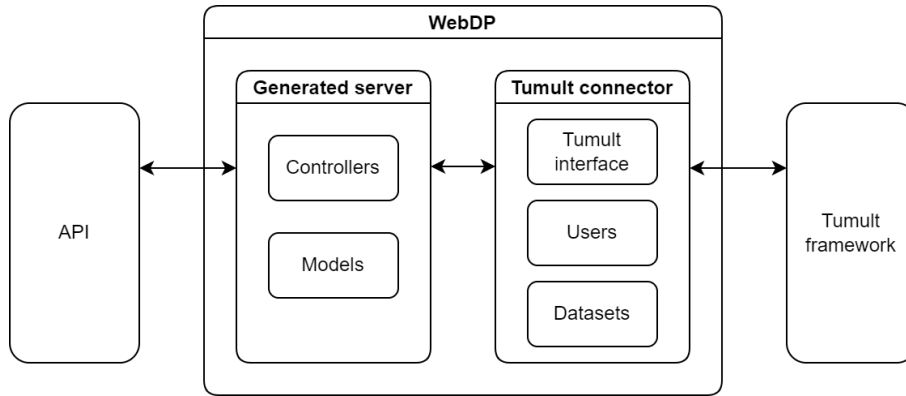 WebDP
Generated server
Tumult connector
Controllers
Models
Tumult
interface
Users
Datasets
API
Tumult
framework